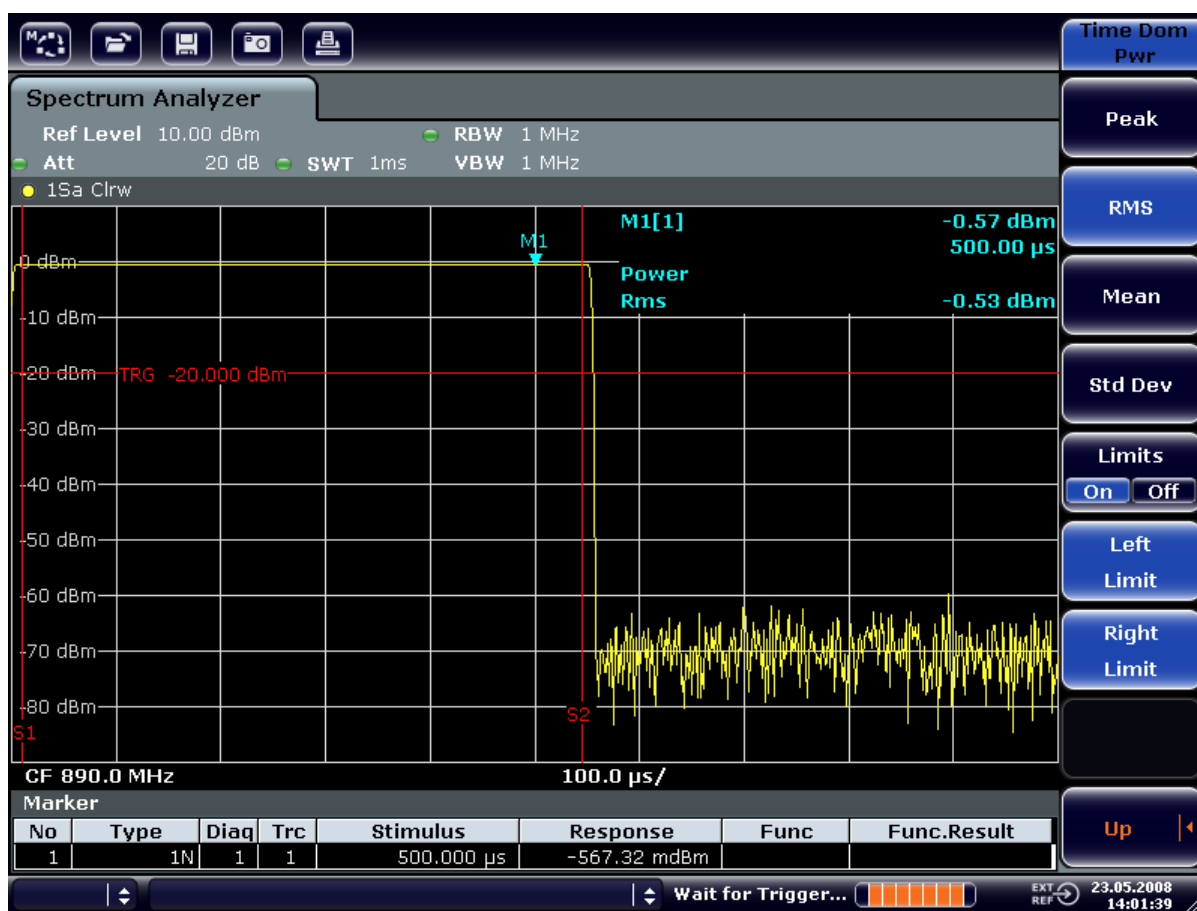 Time Dom
Pwr
Spectrum Analyzer
Ref Level 10.00 dBm RBW 1 MHz
Att 20 dB SWT 1ms VBW 1 MHz
1Sa Clrw
M1[1] -0.57 dBm
500.00 µs
Power
Rms -0.53 dBm
M1
0 dBm
-10 dBm
-20 dBm
TRG -20.000 dBm
-30 dBm
-40 dBm
-50 dBm
-60 dBm
-70 dBm
-80 dBm
S1
S2
CF 890.0 MHz 100.0 µs/
Marker
No Type Diaq Trc Stimulus Response Func Func.Result
1 1N 1 1 500.000 µs -567.32 mdBm
Wait for Trigger...
EXT
REF
23.05.2008
14:01:39
Peak
RMS
Mean
Std Dev
Limits
On Off
Left
Limit
Right
Limit
Up
M